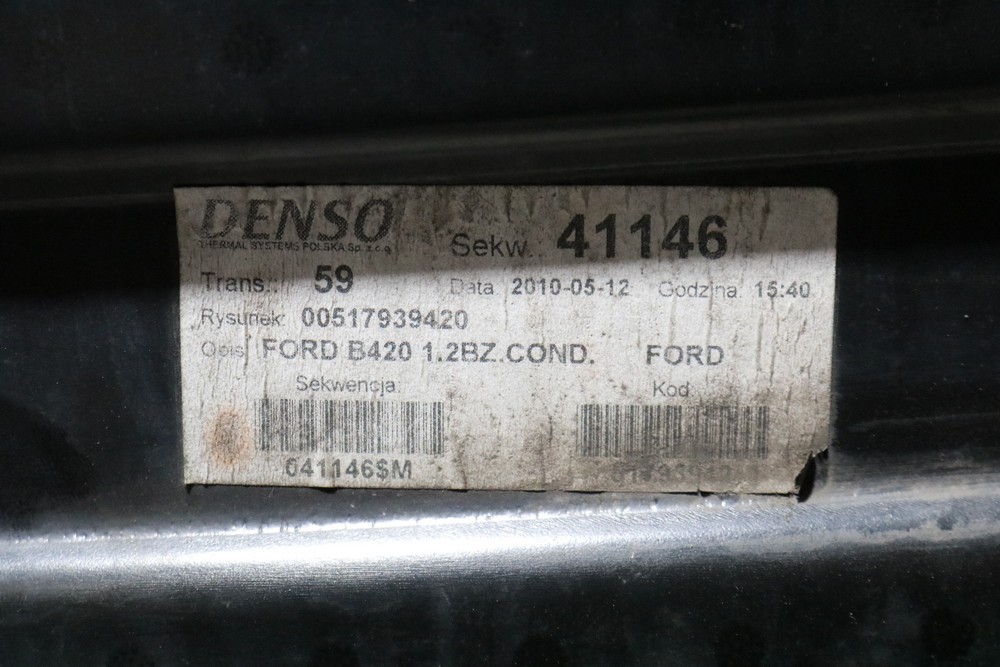 DENSO
THERMAL SYSTEMS POLSKA Sp. z o.o.
Sekw.: 41146
Trans.: 59 Data 2010-05-12 Godzina 15:40
Rysunek 00517939420
Opis FORD B420 1.2BZ.COND. FORD
Sekwencja Kod
041146$M